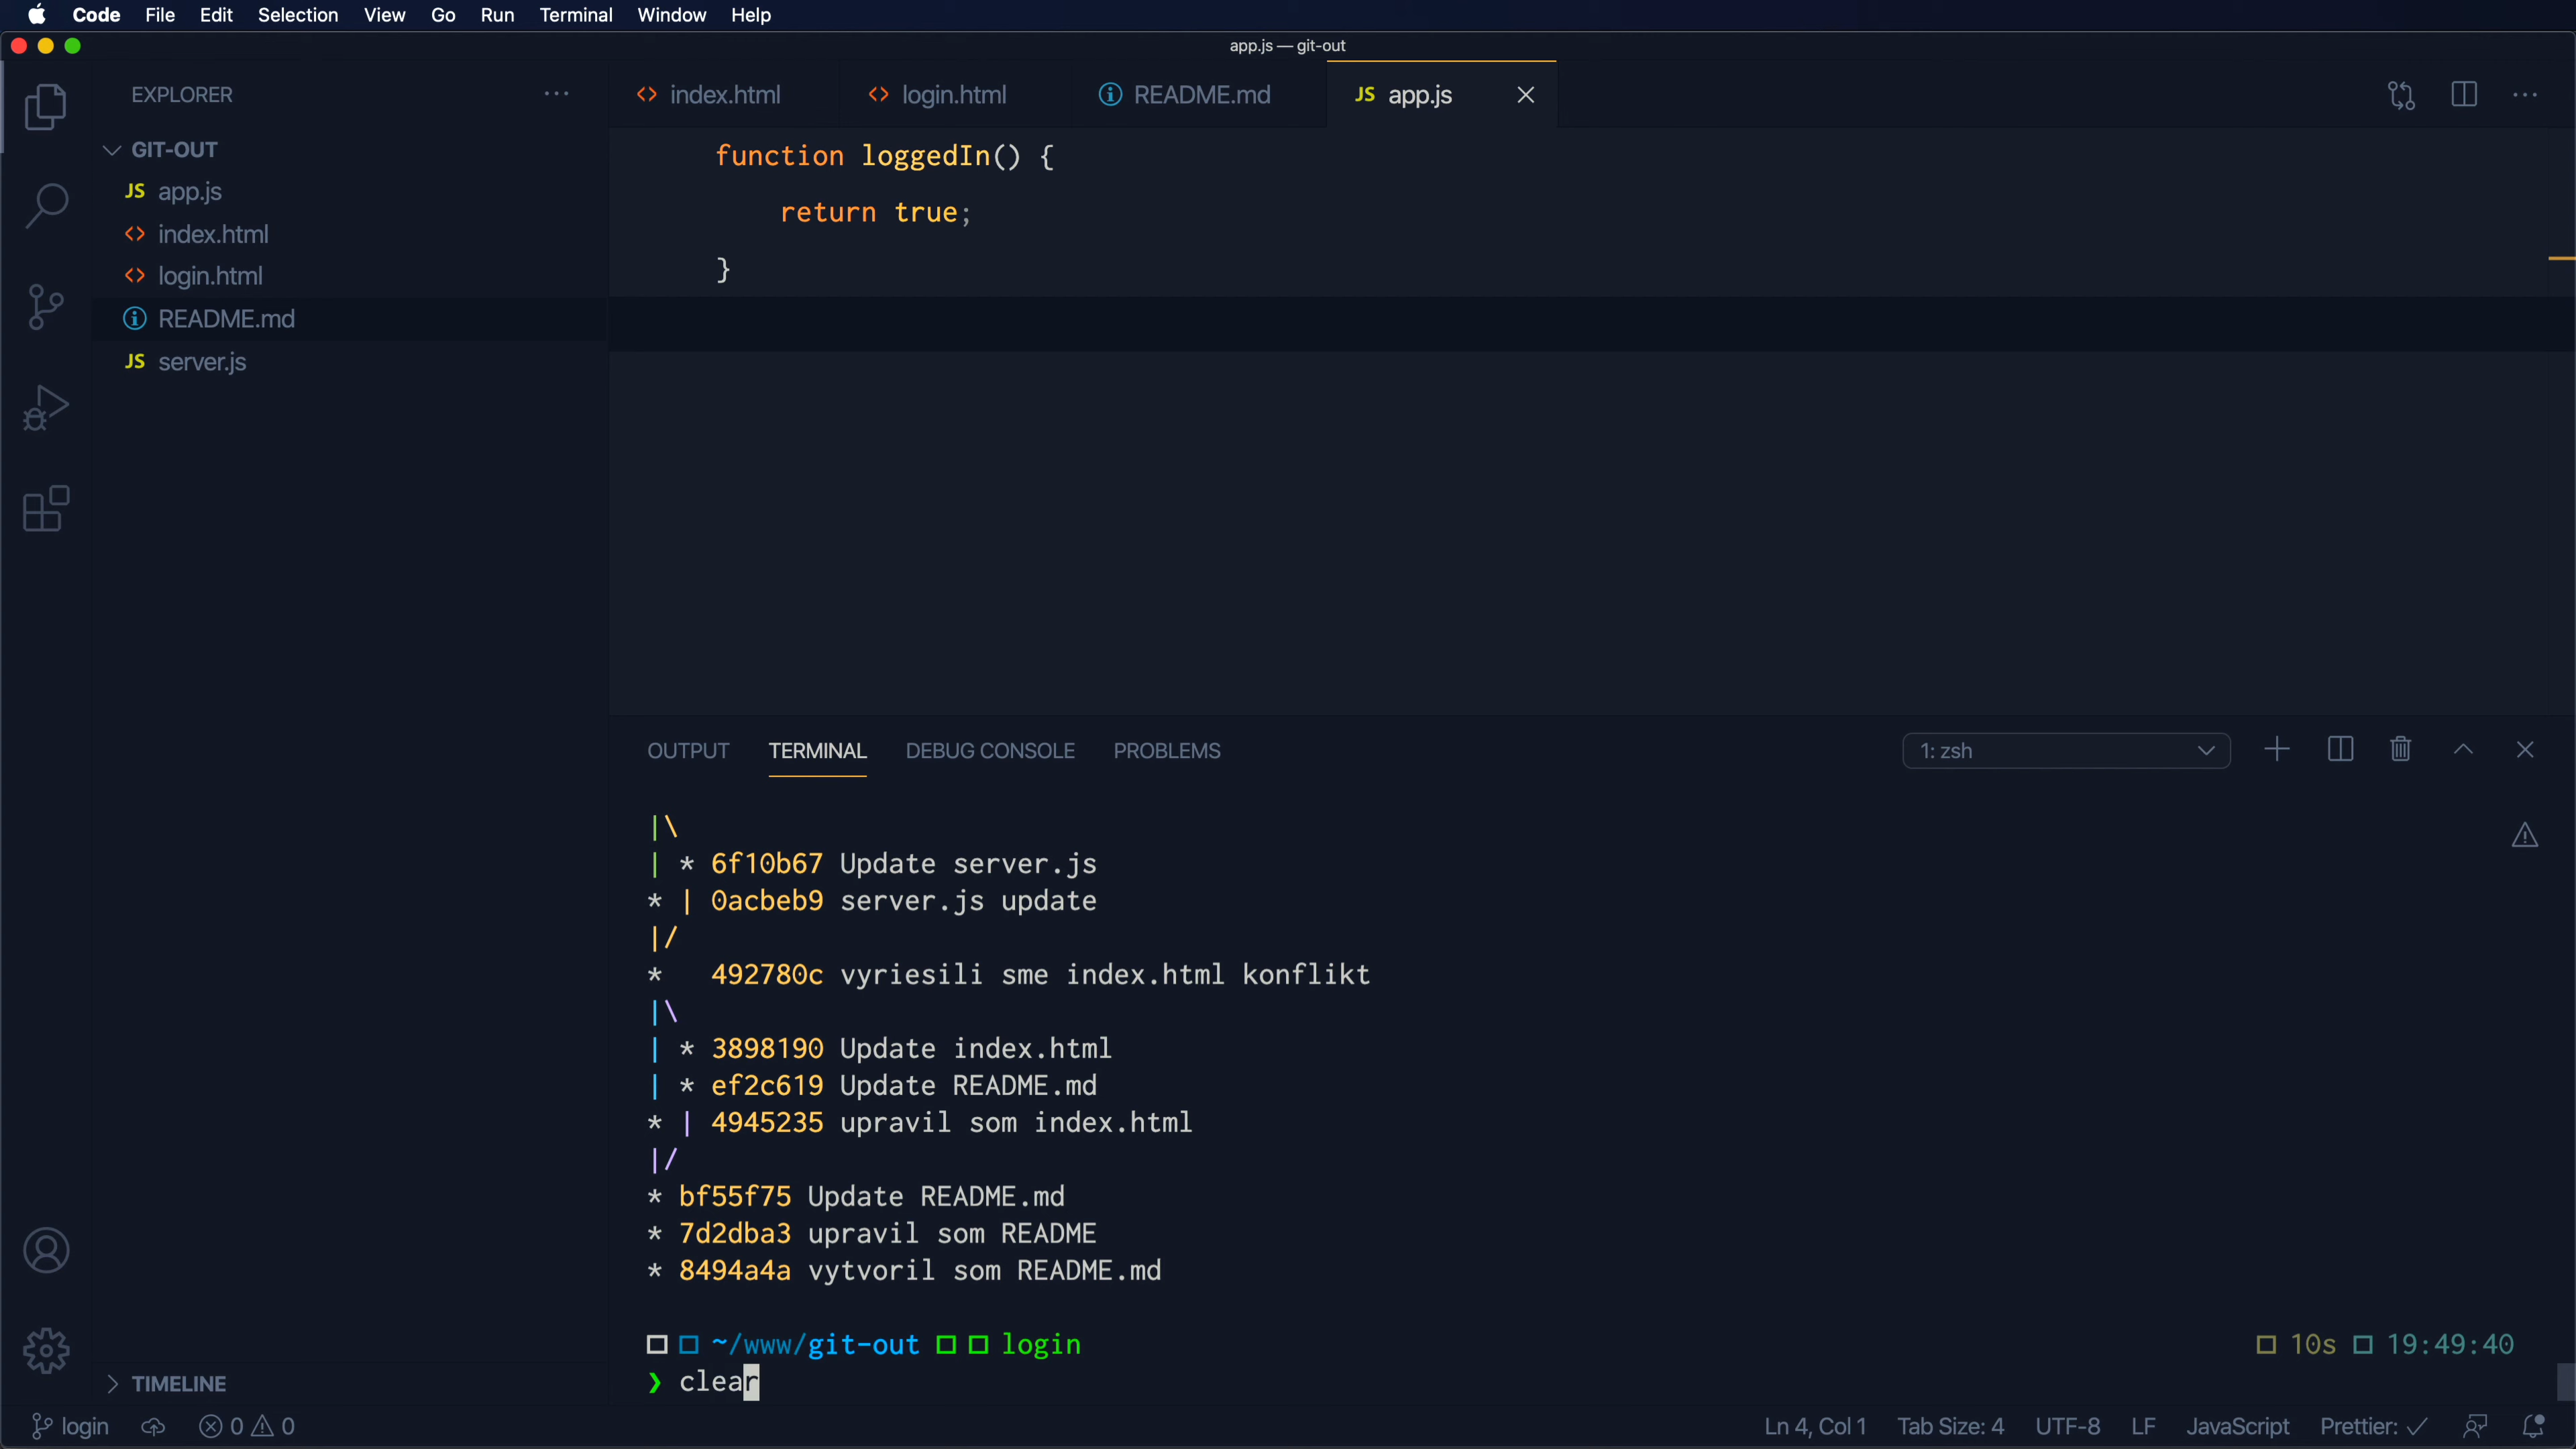 Code File Edit Selection View Go Run Terminal Window Help
app.js — git-out
EXPLORER
index.html
login.html
README.md
JS app.js
GIT-OUT
JS app.js
index.html
login.html
README.md
JS server.js
function loggedIn() {
return true;
}
OUTPUT TERMINAL DEBUG CONSOLE PROBLEMS
1: zsh
|\
| * 6f10b67 Update server.js
* | 0acbeb9 server.js update
|/
* 492780c vyriesili sme index.html konflikt
|\
| * 3898190 Update index.html
| * ef2c619 Update README.md
* | 4945235 upravil som index.html
|/
* bf55f75 Update README.md
* 7d2dba3 upravil som README
* 8494a4a vytvoril som README.md
~/www/git-out login 10s 19:49:40
❯ clear
TIMELINE
login 0 0 Ln 4, Col 1 Tab Size: 4 UTF-8 LF JavaScript Prettier: ✓